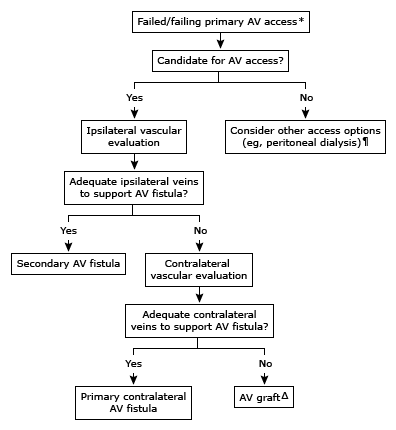 Failed/failing primary AV access*
Candidate for AV access?
Yes
No
Ipsilateral vascular
evaluation
Consider other access options
(eg, peritoneal dialysis)¶
Adequate ipsilateral veins
to support AV fistula?
Yes
No
Secondary AV fistula
Contralateral
vascular evaluation
Adequate contralateral
veins to support AV fistula?
Yes
No
Primary contralateral
AV fistula
AV graftΔ